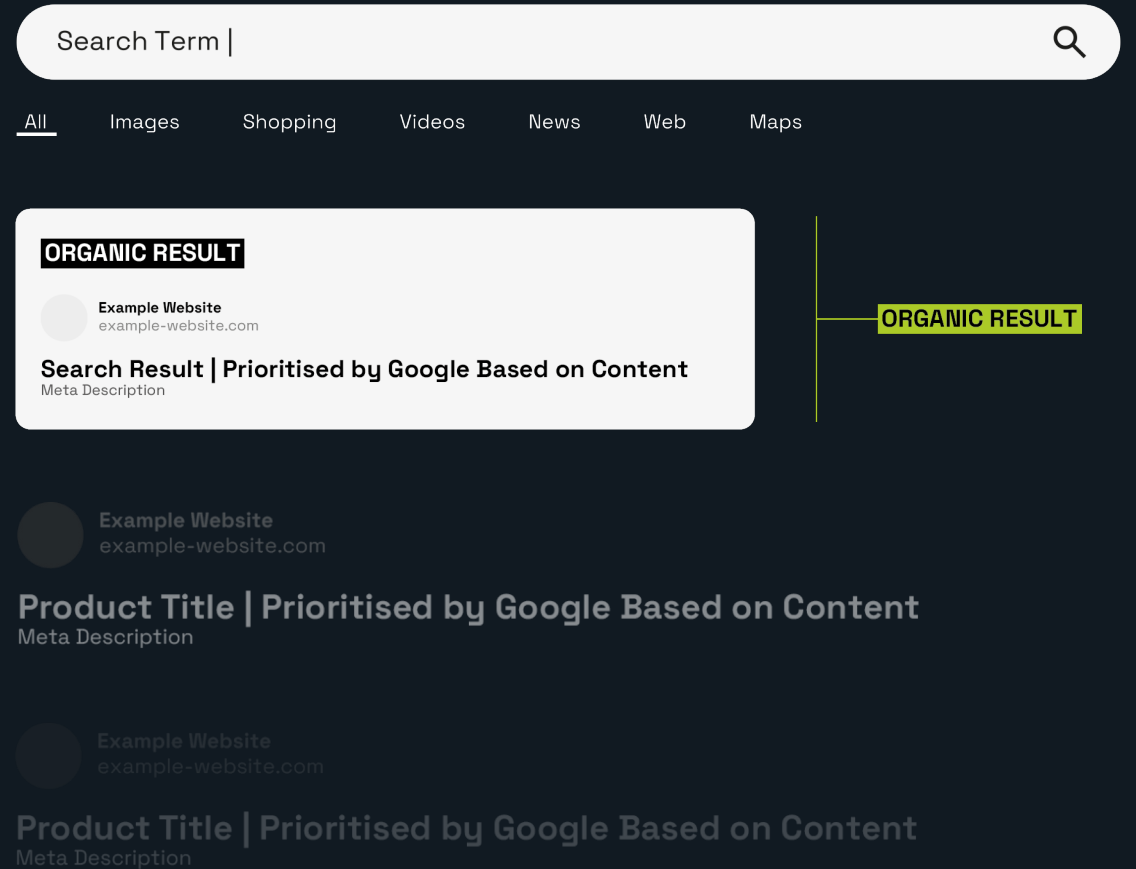 Search Term |
All Images Shopping Videos News Web Maps
ORGANIC RESULT
Example Website
example-website.com
Search Result | Prioritised by Google Based on Content
Meta Description
ORGANIC RESULT
Example Website
example-website.com
Product Title | Prioritised by Google Based on Content
Meta Description
Example Website
example-website.com
Product Title | Prioritised by Google Based on Content
Meta Description